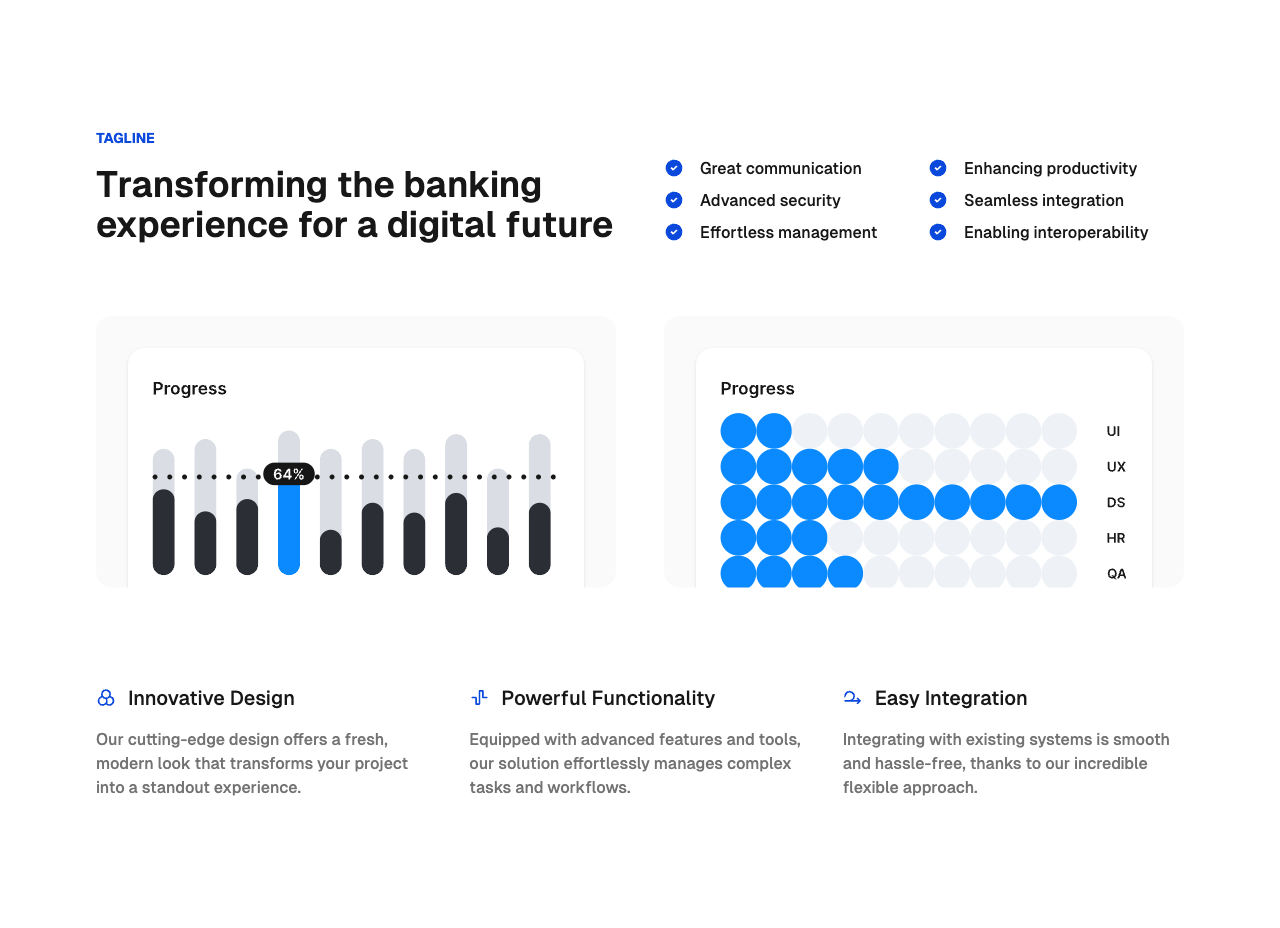 TAGLINE
Transforming the banking
experience for a digital future
Great communication
Advanced security
Effortless management
Enhancing productivity
Seamless integration
Enabling interoperability
Progress
64%
Progress
UI
UX
DS
HR
QA
Innovative Design
Our cutting-edge design offers a fresh,
modern look that transforms your project
into a standout experience.
Powerful Functionality
Equipped with advanced features and tools,
our solution effortlessly manages complex
tasks and workflows.
Easy Integration
Integrating with existing systems is smooth
and hassle-free, thanks to our incredible
flexible approach.